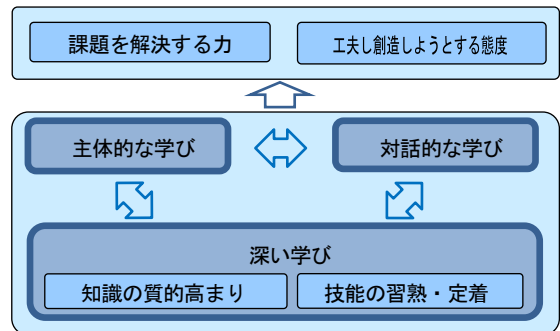 課題を解決する力
工夫し創造しようとする態度
主体的な学び
対話的な学び
深い学び
知識の質的高まり
技能の習熟・定着